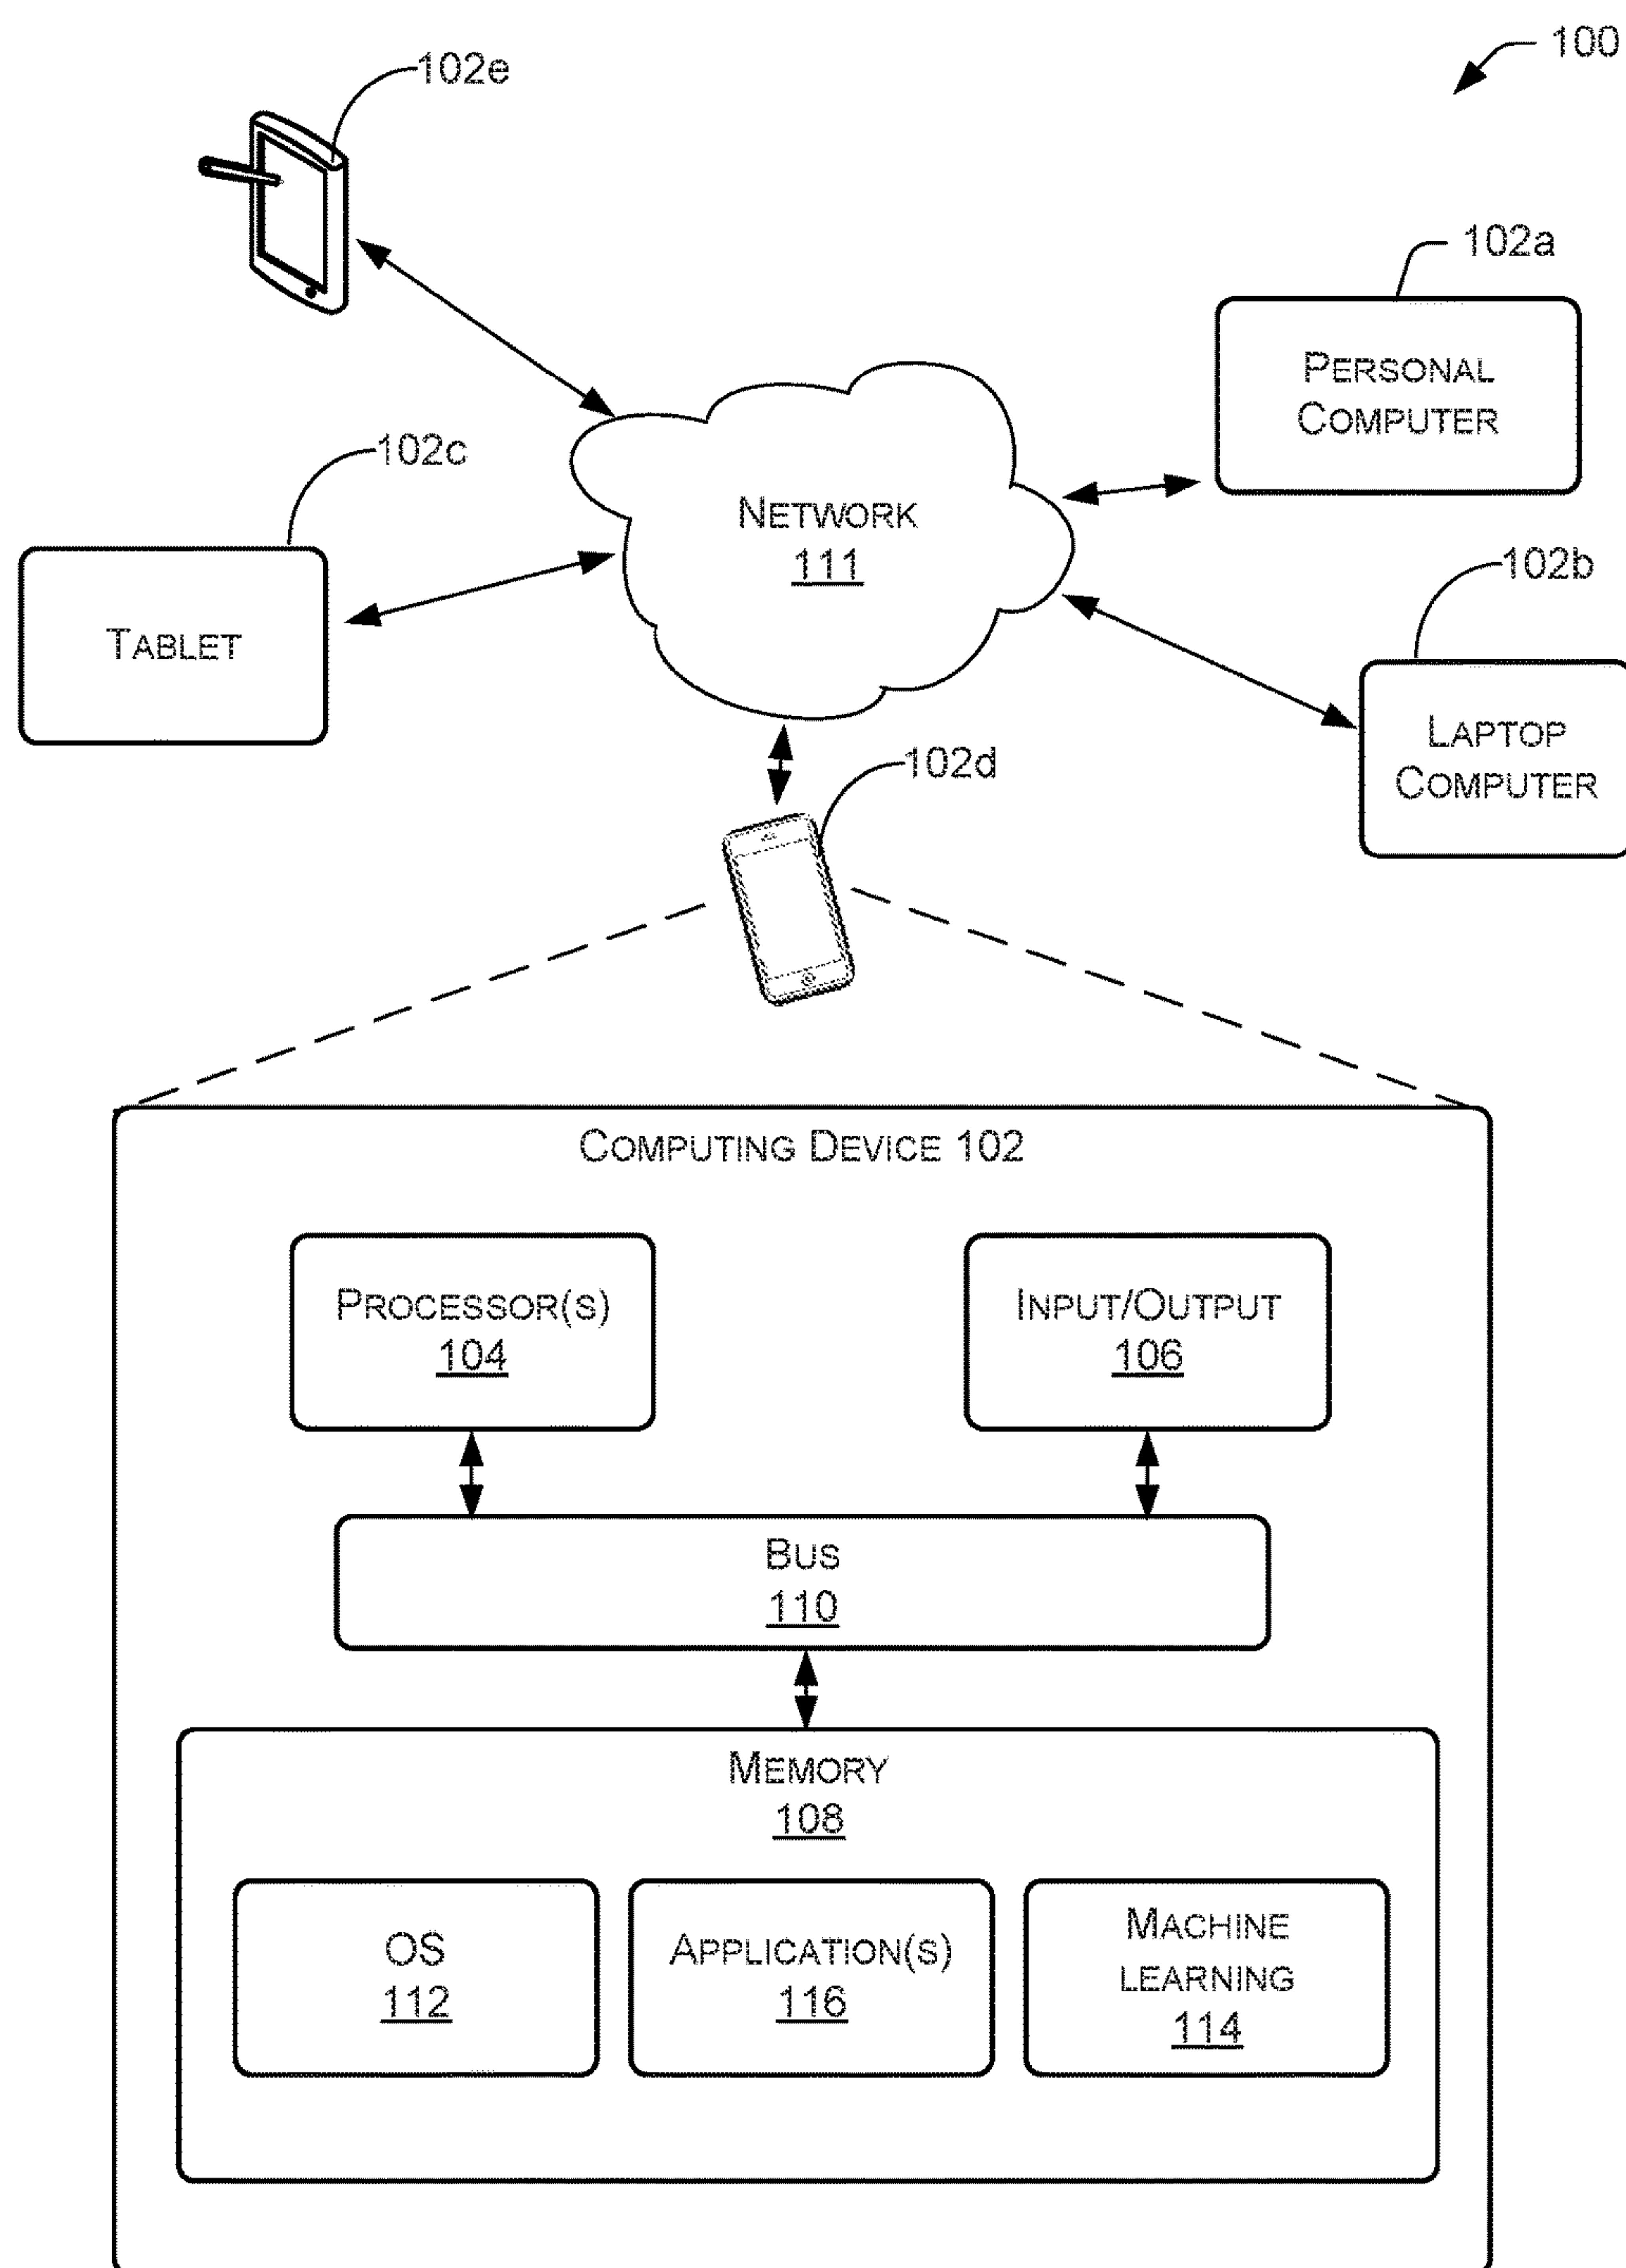 100
102e
102a
PERSONAL
COMPUTER
102c
NETWORK
111
102b
TABLET
LAPTOP
COMPUTER
102d
COMPUTING DEVICE 102
PROCESSOR(S)
104
INPUT/OUTPUT
106
BUS
110
MEMORY
108
OS
112
APPLICATION(S)
116
MACHINE
LEARNING
114